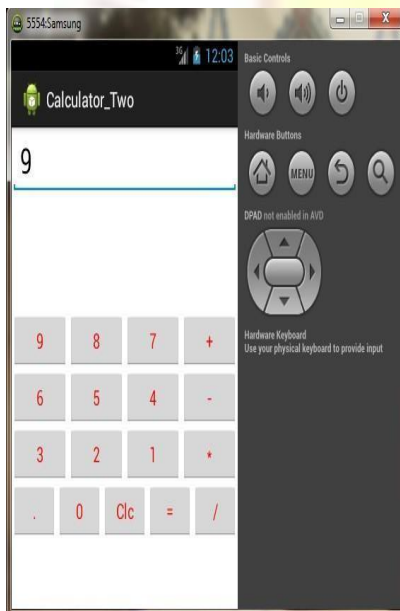 5554:Samsung
3G 12:03
Calculator_Two
9
9 8 7 +
6 5 4 -
3 2 1 *
. 0 Clc = /
Basic Controls
Hardware Buttons
MENU
DPAD not enabled in AVD
Hardware Keyboard
Use your physical keyboard to provide input